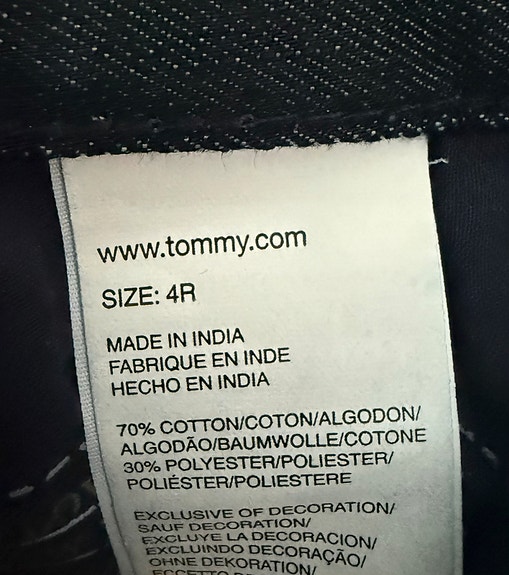 www.tommy.com
SIZE: 4R
MADE IN INDIA
FABRIQUE EN INDE
HECHO EN INDIA
70% COTTON/COTON/ALGODON/
ALGODÃO/BAUMWOLLE/COTONE
30% POLYESTER/POLIESTER/
POLIÉSTER/POLIESTERE
EXCLUSIVE OF DECORATION/
SAUF DECORATION/
EXCLUYE LA DECORACION/
EXCLUINDO DECORAÇÃO/
OHNE DEKORATION/